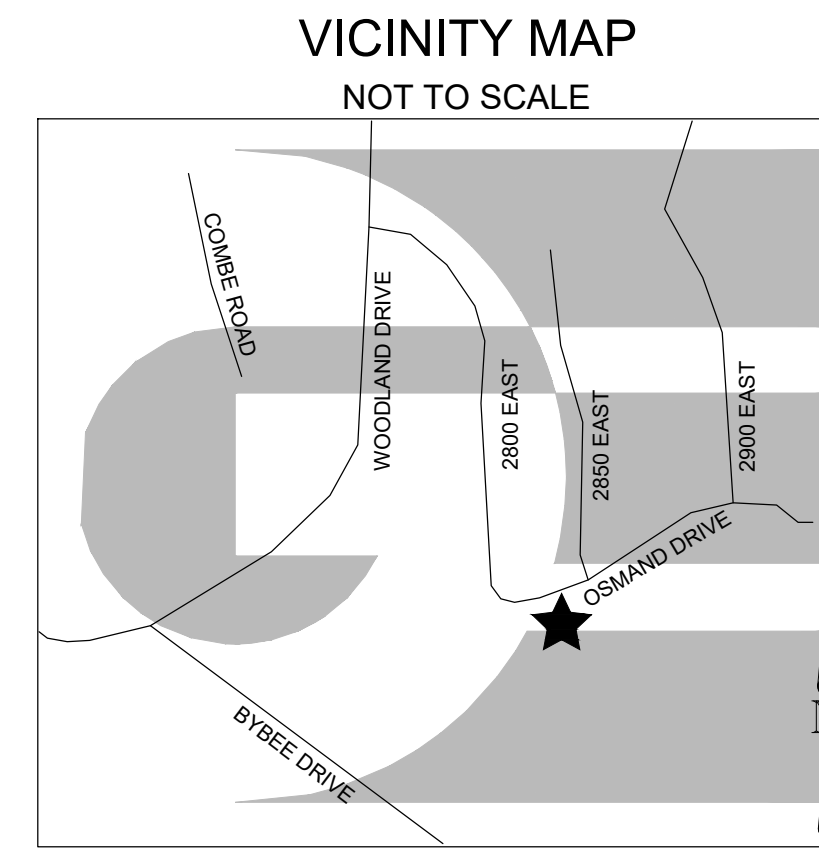 VICINITY MAP
NOT TO SCALE
COMBE ROAD
WOODLAND DRIVE
2800 EAST
2850 EAST
2900 EAST
OSMAND DRIVE
BYBEE DRIVE